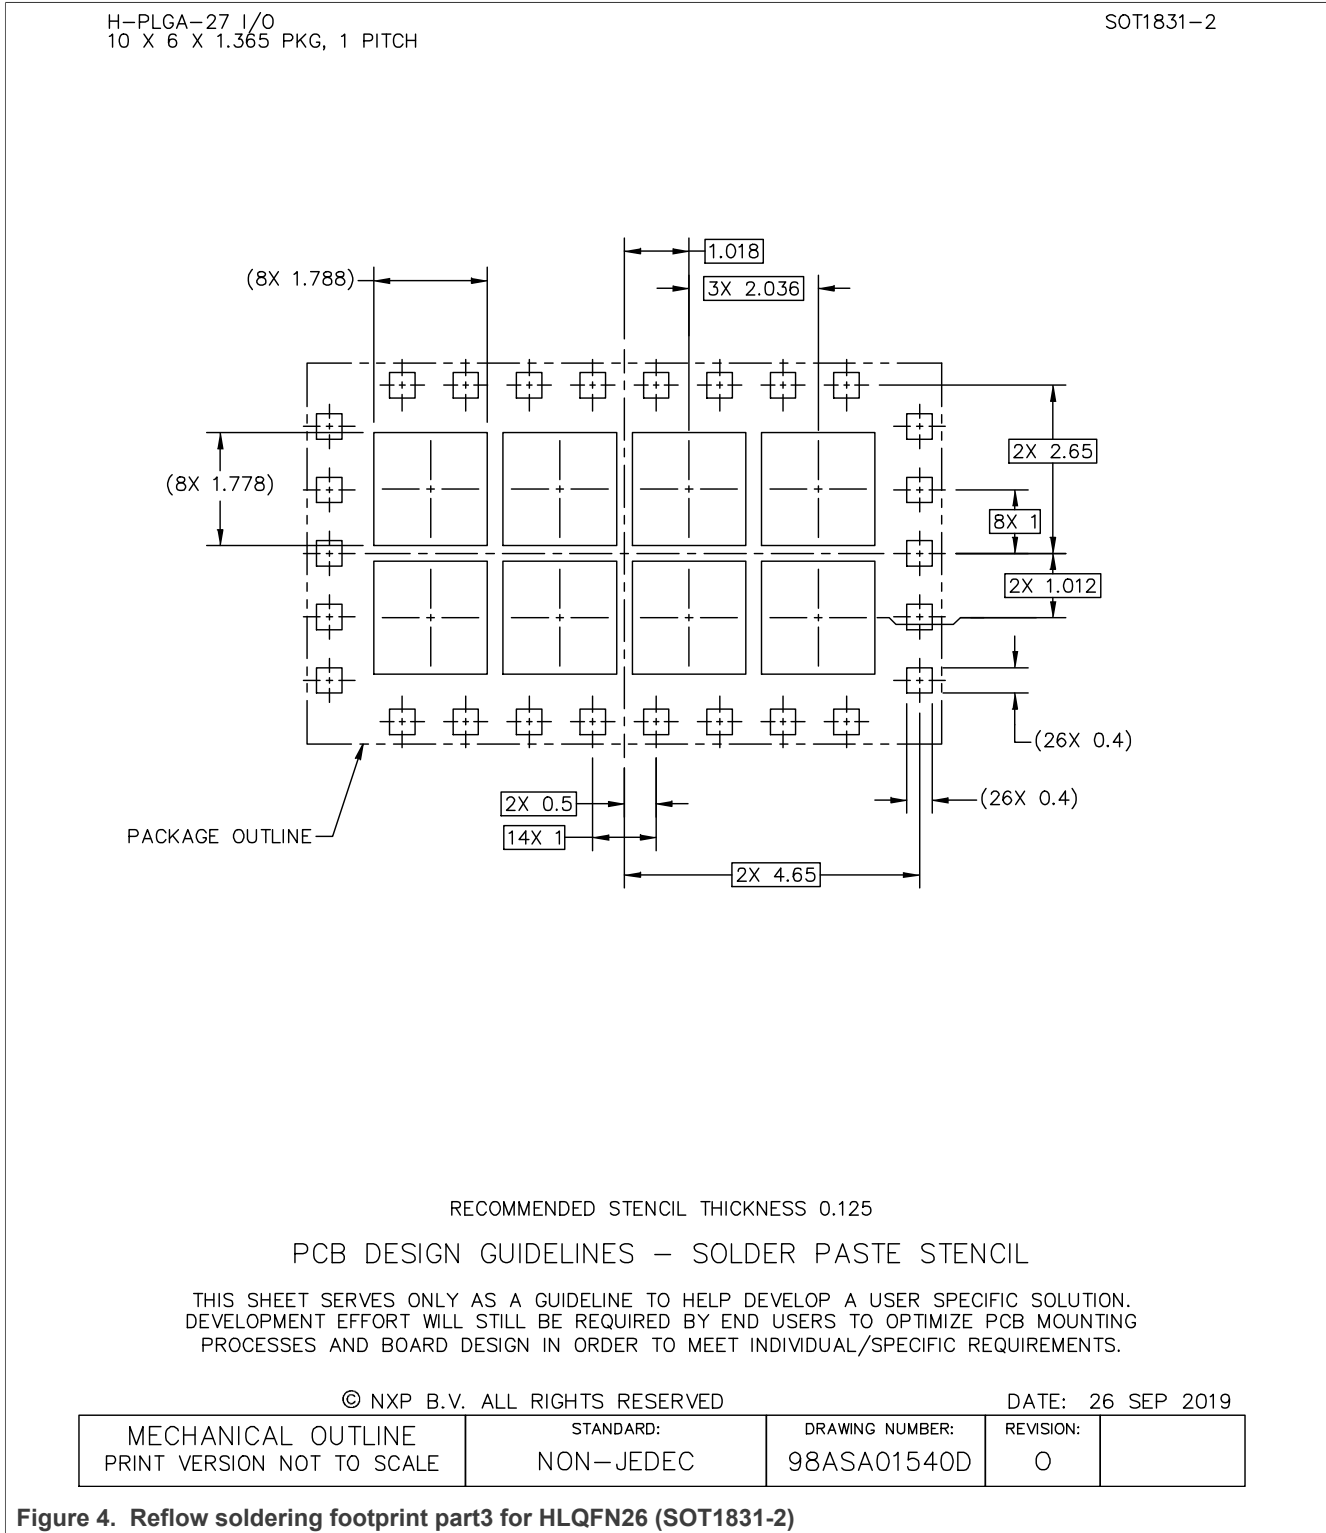 H-PLGA-27 I/O
10 X 6 X 1.365 PKG, 1 PITCH
SOT1831-2
1.018
(8X 1.788)
3X 2.036
2X 2.65
(8X 1.778)
8X 1
2X 1.012
(26X 0.4)
2X 0.5
(26X 0.4)
PACKAGE OUTLINE
14X 1
2X 4.65
RECOMMENDED STENCIL THICKNESS 0.125
PCB DESIGN GUIDELINES - SOLDER PASTE STENCIL
THIS SHEET SERVES ONLY AS A GUIDELINE TO HELP DEVELOP A USER SPECIFIC SOLUTION.
DEVELOPMENT EFFORT WILL STILL BE REQUIRED BY END USERS TO OPTIMIZE PCB MOUNTING
PROCESSES AND BOARD DESIGN IN ORDER TO MEET INDIVIDUAL/SPECIFIC REQUIREMENTS.
© NXP B.V. ALL RIGHTS RESERVED
DATE: 26 SEP 2019
MECHANICAL OUTLINE
PRINT VERSION NOT TO SCALE
STANDARD:
NON-JEDEC
DRAWING NUMBER:
98ASA01540D
REVISION:
O
Figure 4. Reflow soldering footprint part3 for HLQFN26 (SOT1831-2)